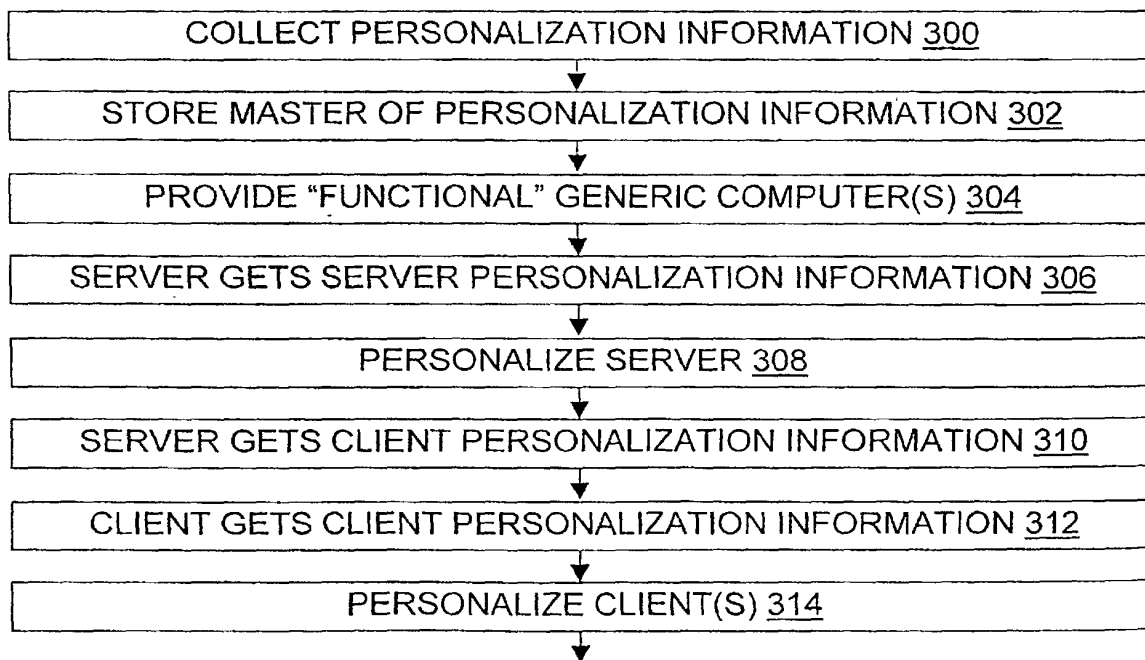 COLLECT PERSONALIZATION INFORMATION 300
STORE MASTER OF PERSONALIZATION INFORMATION 302
PROVIDE “FUNCTIONAL” GENERIC COMPUTER(S) 304
SERVER GETS SERVER PERSONALIZATION INFORMATION 306
PERSONALIZE SERVER 308
SERVER GETS CLIENT PERSONALIZATION INFORMATION 310
CLIENT GETS CLIENT PERSONALIZATION INFORMATION 312
PERSONALIZE CLIENT(S) 314